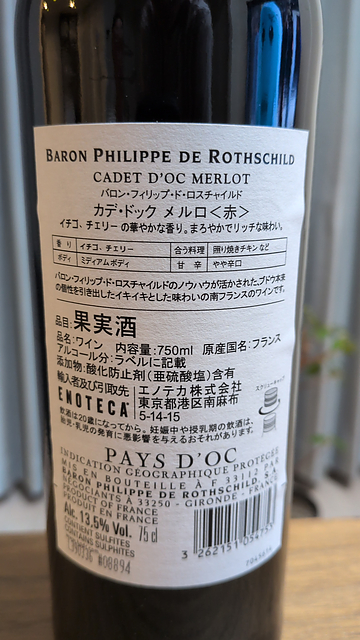 BARON PHILIPPE DE ROTHSCHILD
CADET D'OC MERLOT
バロン・フィリップ・ド・ロスチャイルド
カデ・ドック メルロ<赤>
イチゴ、チェリー の華やかな香り。まろやかでリッチな味わい。
香り イチゴ、チェリー 合う料理 照り焼きチキン など
ボディ ミディアムボディ 甘辛 やや辛口
バロン・フィリップ・ド・ロスチャイルドのノウハウが活かされた、ブドウ本来
の個性を引き出したイキイキとした味わいの南フランスのワインです。
品目:果実酒
品名:ワイン 内容量:750ml 原産国名:フランス
アルコール分:ラベルに記載
添加物:酸化防止剤(亜硫酸塩)含有
輸入者及び引取先 エノテカ株式会社
ENOTECA 東京都港区南麻布
5-14-15
スクリューキャップ
飲酒は20歳になってから。妊娠中や授乳期の飲酒は、
胎児・乳児の発育に悪影響を与えるおそれがあります。
PAYS D'OC
INDICATION GÉOGRAPHIQUE PROTÉGÉE
MIS EN BOUTEILLE À F 33112 PAR
BARON PHILIPPE DE ROTHSCHILD S.A.
NÉGOCIANTS À 33250 - GIRONDE - FRANCE
PRODUCT OF FRANCE
PRODUIT EN FRANCE
Alc. 13,5% Vol. 75 cl
CONTIENT SULFITES
CONTAINS SULPHITES
#08894
3 262151 05475